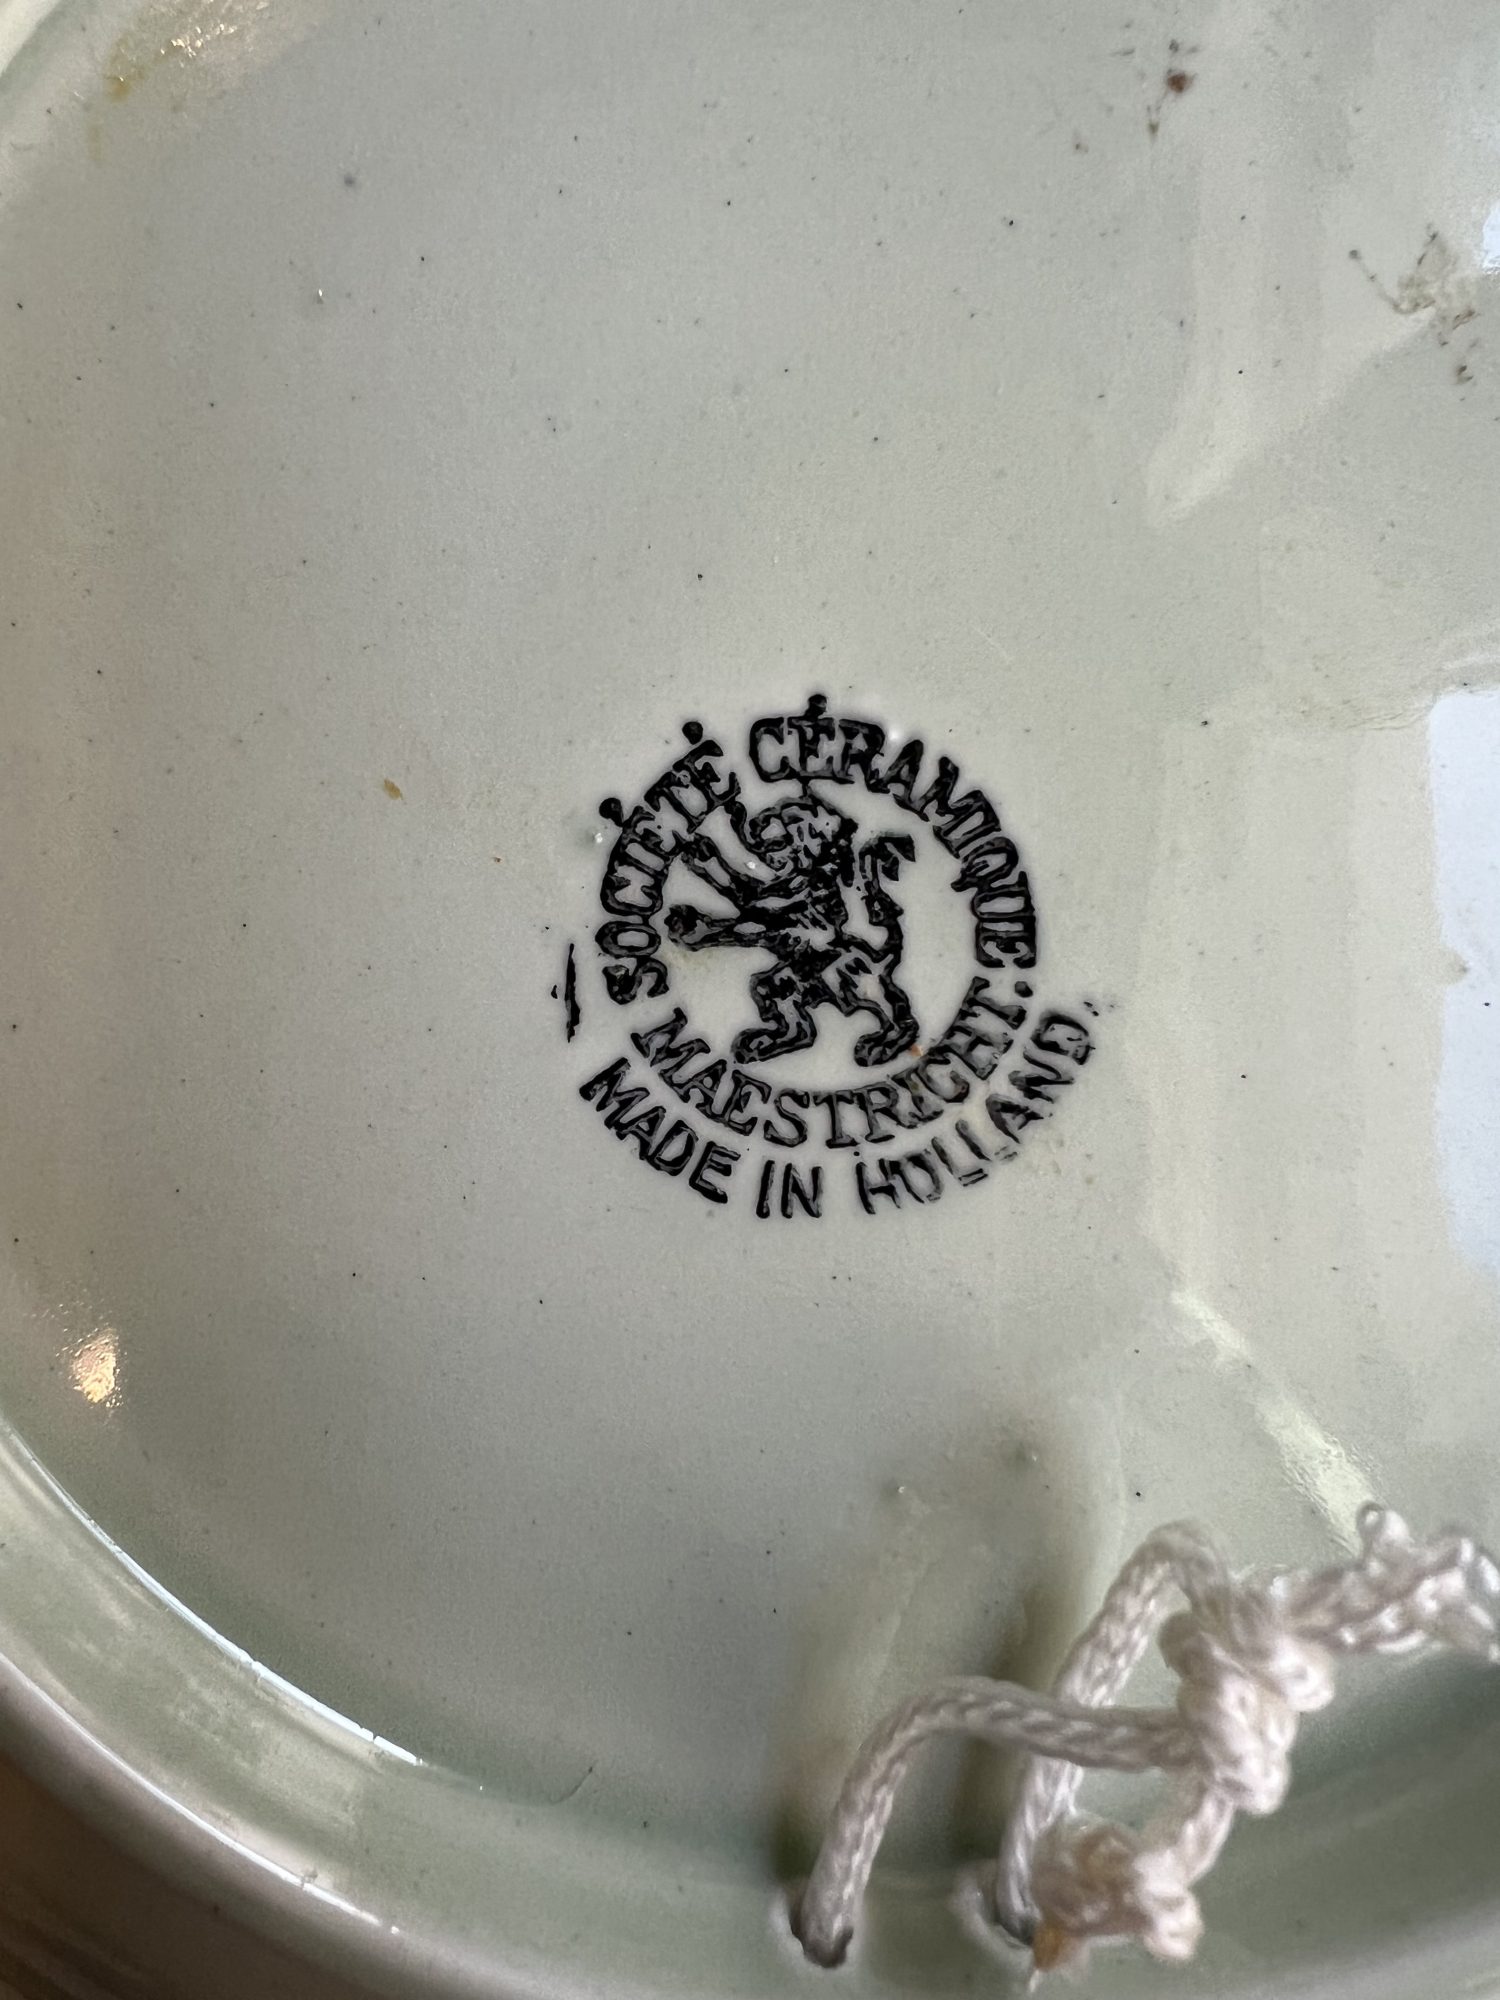 SOCIÉTÉ CÉRAMIQUE.
MAESTRICHT.
MADE IN HOLLAND